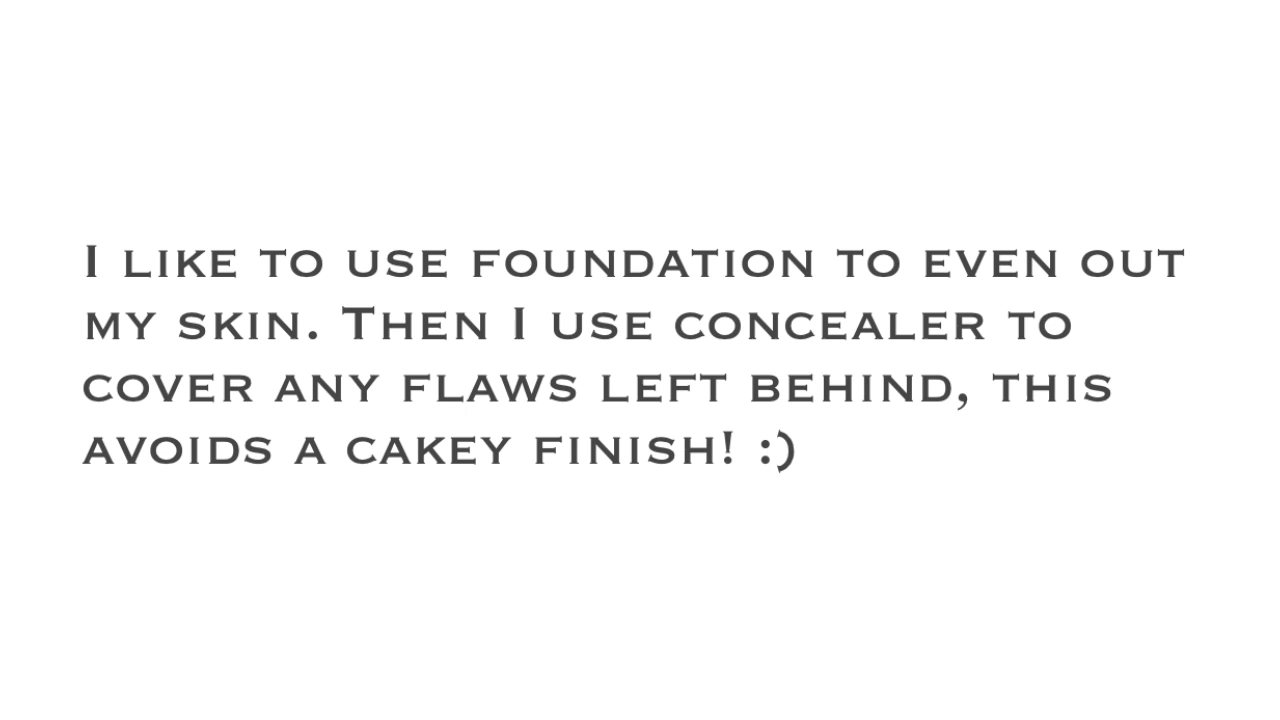 I like to use foundation to even out
my skin. Then I use concealer to
cover any flaws left behind, this
avoids a cakey finish! :)